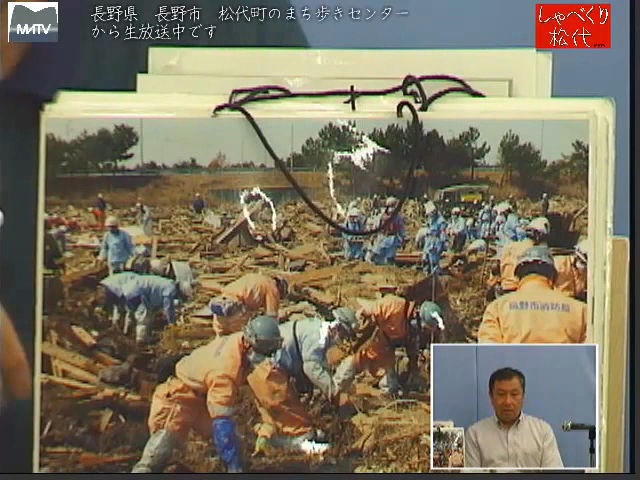 MATV
長野県　長野市　松代町のまち歩きセンター
から生放送中です
しゃべくり
松代
長野市消防局